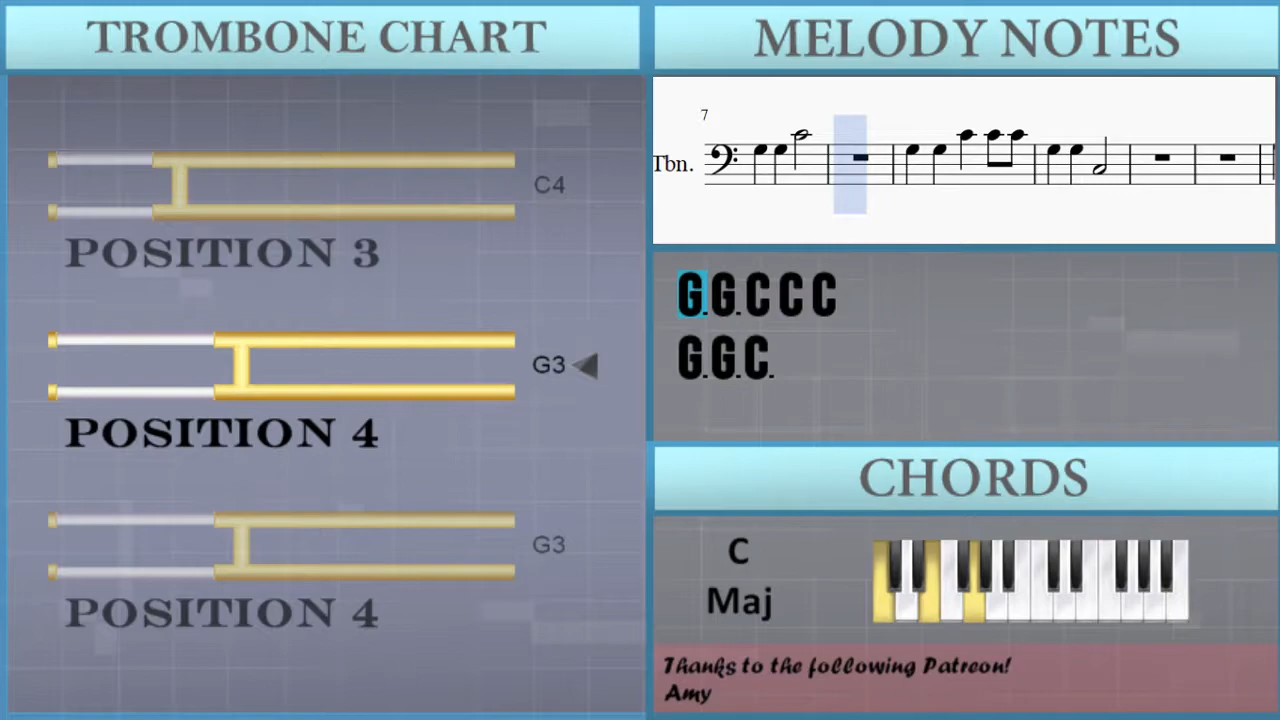 TROMBONE CHART
C4
POSITION 3
G3
POSITION 4
G3
POSITION 4
MELODY NOTES
7
Tbn.
G.G.C C C
G.G.C.
CHORDS
C
Maj
Thanks to the following Patreon!
Amy